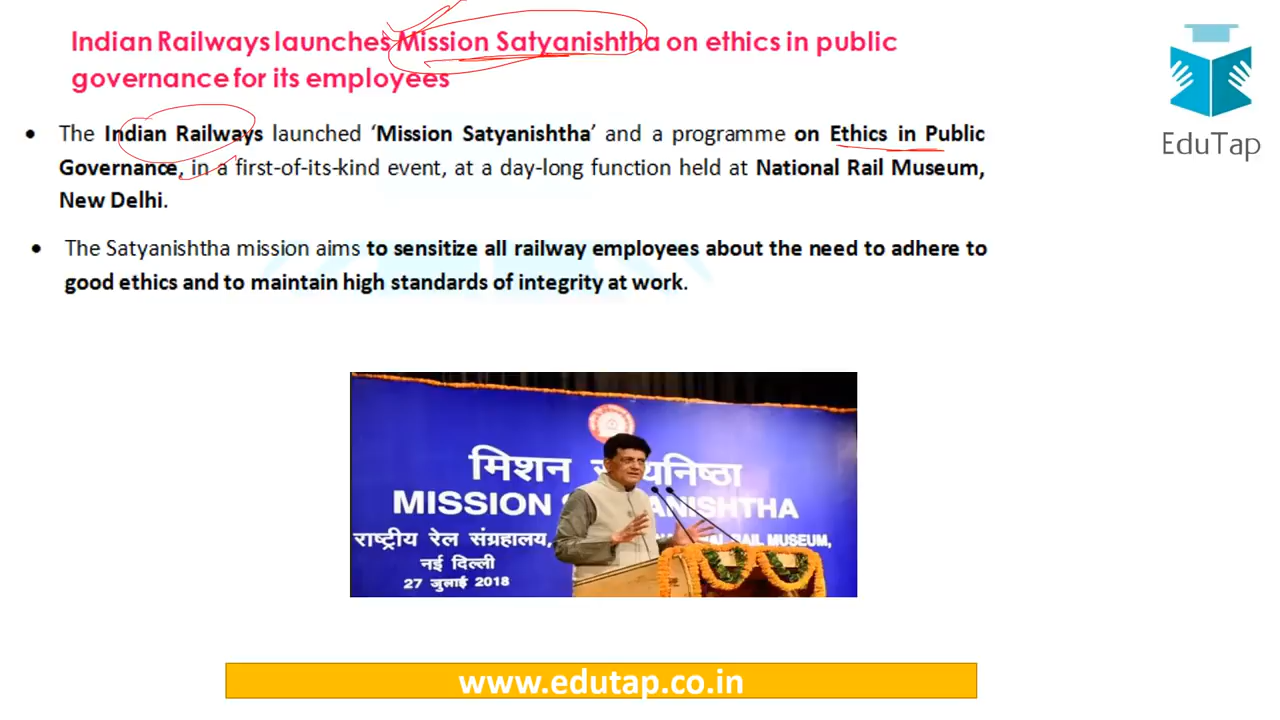 Indian Railways launches Mission Satyanishtha on ethics in public
governance for its employees
EduTap
• The Indian Railways launched ‘Mission Satyanishtha’ and a programme on Ethics in Public
Governance, in a first-of-its-kind event, at a day-long function held at National Rail Museum,
New Delhi.
• The Satyanishtha mission aims to sensitize all railway employees about the need to adhere to
good ethics and to maintain high standards of integrity at work.
मिशन
MISSION
राष्ट्रीय रेल संग्रहालय, RAIL MUSEUM,
नई दिल्ली
27 जुलाई 2018
www.edutap.co.in